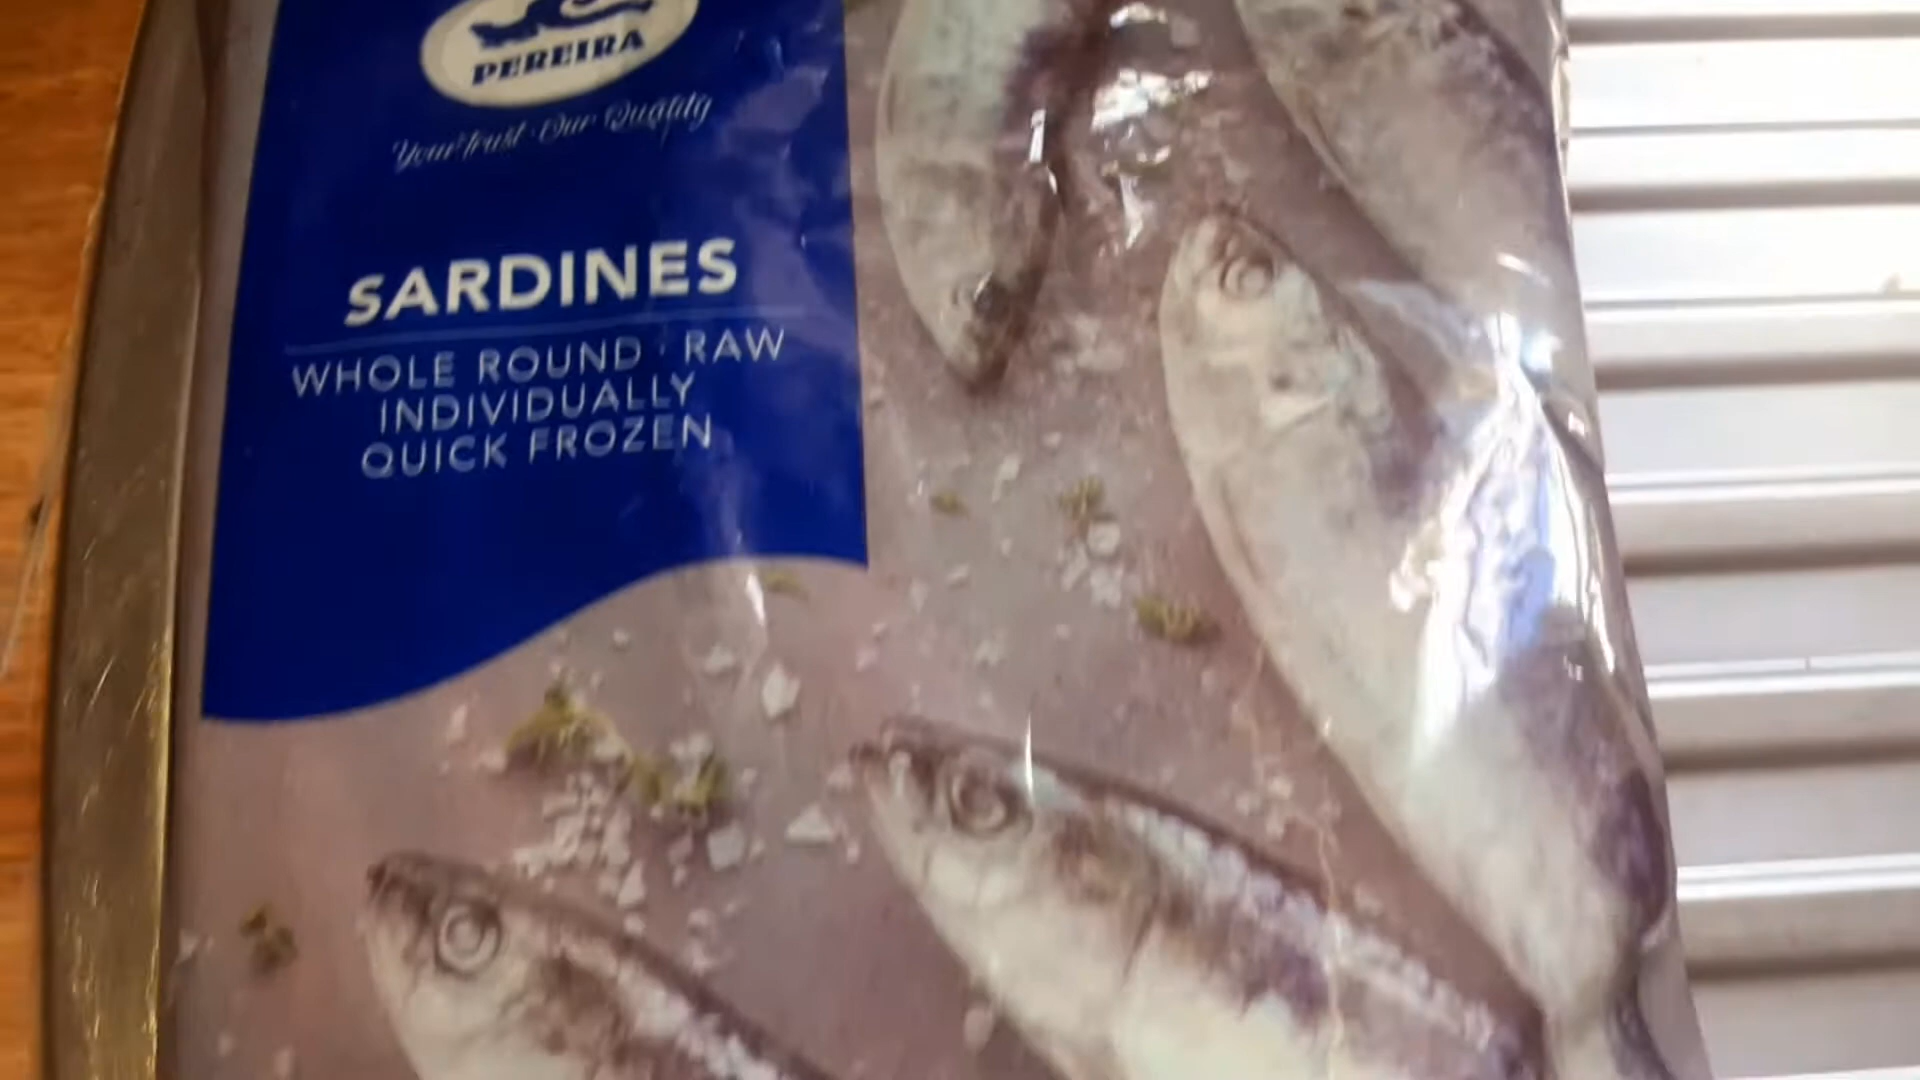 PEREIRA
Your Trust · Our Quality
SARDINES
WHOLE ROUND · RAW
INDIVIDUALLY
QUICK FROZEN